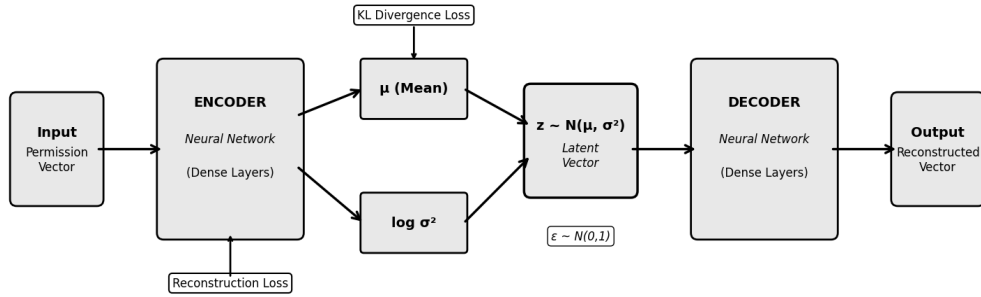 KL Divergence Loss
Input
Permission
Vector
ENCODER
Neural Network
(Dense Layers)
Reconstruction Loss
μ (Mean)
log σ²
z ~ N(μ, σ²)
Latent
Vector
ε ~ N(0,1)
DECODER
Neural Network
(Dense Layers)
Output
Reconstructed
Vector